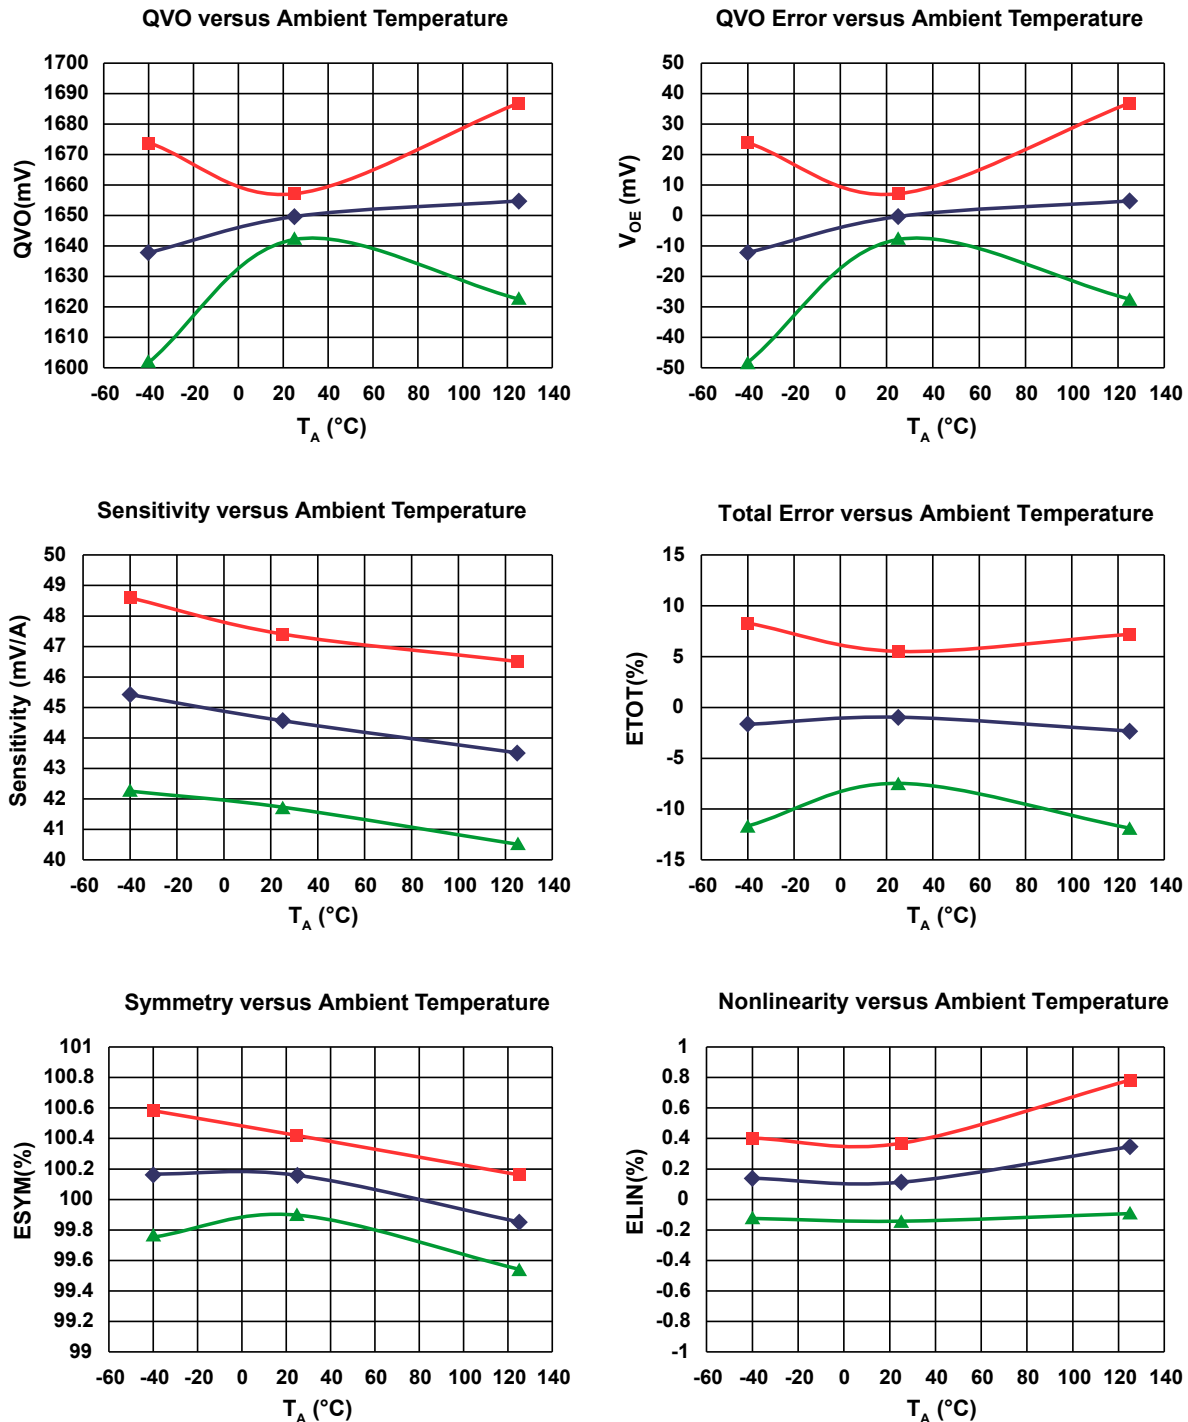 QVO versus Ambient Temperature
1700
1690
1680
1670
1660
1650
1640
1630
1620
1610
1600
QVO(mV)
-60 -40 -20 0 20 40 60 80 100 120 140
TA (°C)
QVO Error versus Ambient Temperature
50
40
30
20
10
0
-10
-20
-30
-40
-50
VOE (mV)
-60 -40 -20 0 20 40 60 80 100 120 140
TA (°C)
Sensitivity versus Ambient Temperature
50
49
48
47
46
45
44
43
42
41
40
Sensitivity (mV/A)
-60 -40 -20 0 20 40 60 80 100 120 140
TA (°C)
Total Error versus Ambient Temperature
15
10
5
0
-5
-10
-15
ETOT(%)
-60 -40 -20 0 20 40 60 80 100 120 140
TA (°C)
Symmetry versus Ambient Temperature
101
100.8
100.6
100.4
100.2
100
99.8
99.6
99.4
99.2
99
ESYM(%)
-60 -40 -20 0 20 40 60 80 100 120 140
TA (°C)
Nonlinearity versus Ambient Temperature
1
0.8
0.6
0.4
0.2
0
-0.2
-0.4
-0.6
-0.8
-1
ELIN(%)
-60 -40 -20 0 20 40 60 80 100 120 140
TA (°C)